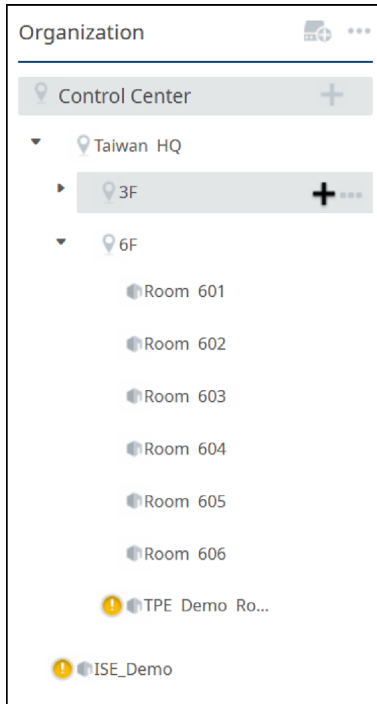 Organization
Control Center
Taiwan HQ
3F
6F
Room 601
Room 602
Room 603
Room 604
Room 605
Room 606
TPE Demo Ro...
ISE_Demo